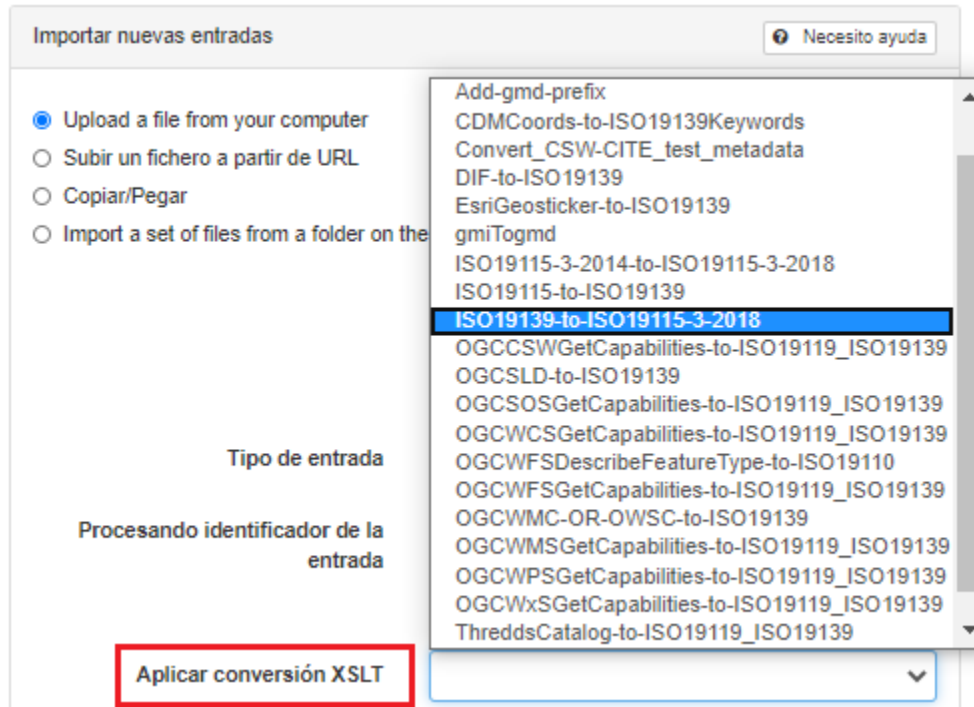 Importar nuevas entradas
Necesito ayuda
Upload a file from your computer
Subir un fichero a partir de URL
Copiar/Pegar
Import a set of files from a folder on the
Add-gmd-prefix
CDMCoords-to-ISO19139Keywords
Convert_CSW-CITE_test_metadata
DIF-to-ISO19139
EsriGeosticker-to-ISO19139
gmiTogmd
ISO19115-3-2014-to-ISO19115-3-2018
ISO19115-to-ISO19139
ISO19139-to-ISO19115-3-2018
OGCCSWGetCapabilities-to-ISO19119_ISO19139
OGCSLD-to-ISO19139
OGCSOSGetCapabilities-to-ISO19119_ISO19139
OGCWCSGetCapabilities-to-ISO19119_ISO19139
OGCWFSDescribeFeatureType-to-ISO19110
OGCWFSGetCapabilities-to-ISO19119_ISO19139
OGCWMC-OR-OWSC-to-ISO19139
OGCWMSGetCapabilities-to-ISO19119_ISO19139
OGCWPSGetCapabilities-to-ISO19119_ISO19139
OGCWxSGetCapabilities-to-ISO19119_ISO19139
ThreddsCatalog-to-ISO19119_ISO19139
Tipo de entrada
Procesando identificador de la
entrada
Aplicar conversión XSLT